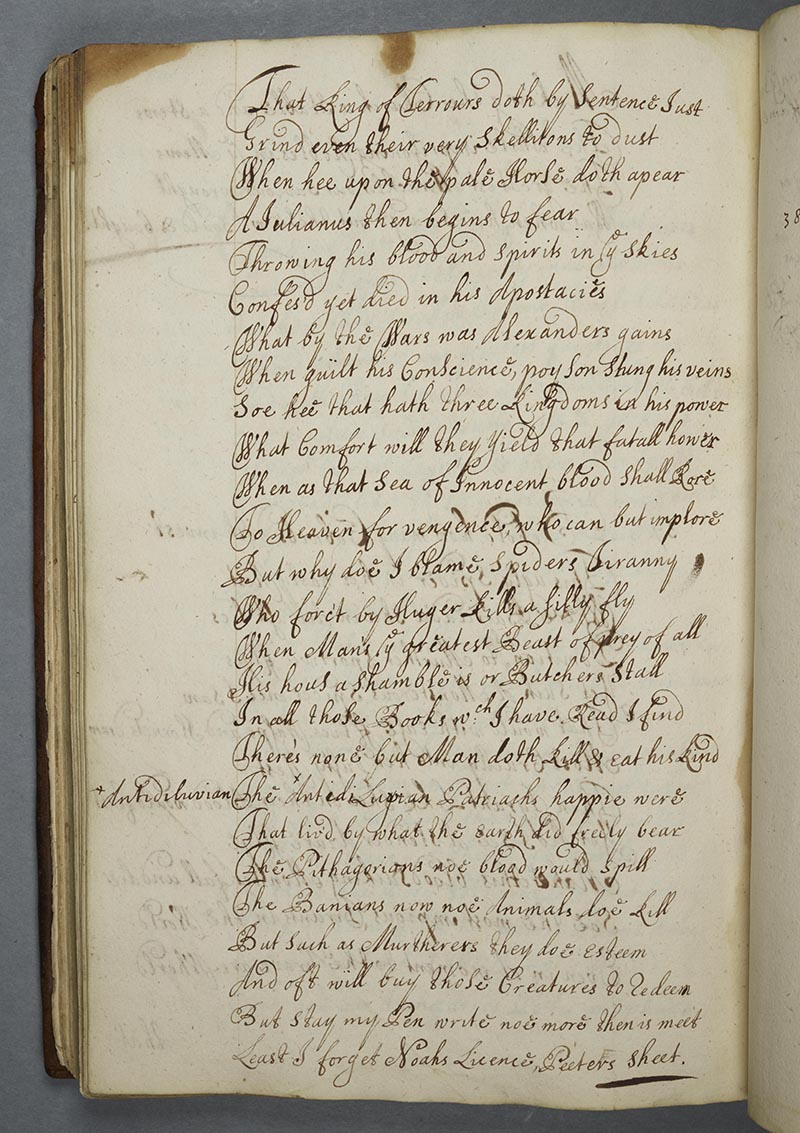 That King of Terrours doth by Sentence Just
Grind even their very Skellitons to dust
When hee upon the pale Horse doth apear
A Julianus then begins to fear
Throwing his blood and spirits in ye skies
Confes'd yet died in his Apostacies
What by the Wars was Alexanders gains
When guilt his Conscience, poyson stung his veins
Soe hee that hath three Kingdoms in his power
What Comfort will they yield that fatall hower
When as that Sea of Innocent blood shall Rore
To Heaven for vengence, who can but implore
But why doe I blame, Spiders Tiranny
Who forc't by Huger kills a silly fly
When Man's ye greatest Beast of prey of all
His hous a shamble is or Butchers Stall
In all those Books wch I have Read I find
There's none but Man doth kill & eat his Kind
+Antidiluvian The +AntediLuvian Patriachs happie were
That liv'd by what the earth did freely bear
The Pithagorians noe blood would Spill
The Banians now noe Animals doe kill
But such as Murtherers they doe esteem
And oft will buy those Creatures to redeem
But stay my Pen write noe more then is meet
Least I forget Noahs Licence, Peeters sheet.
38